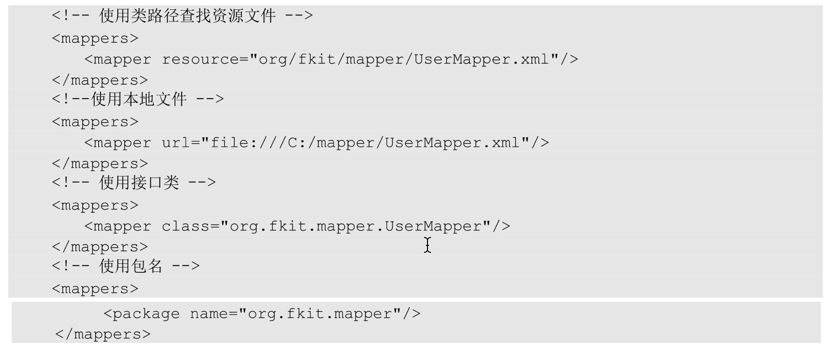 <!-- 使用类路径查找资源文件 -->
<mappers>
<mapper resource="org/fkit/mapper/UserMapper.xml"/>
</mappers>
<!--使用本地文件 -->
<mappers>
<mapper url="file:///C:/mapper/UserMapper.xml"/>
</mappers>
<!-- 使用接口类 -->
<mappers>
<mapper class="org.fkit.mapper.UserMapper"/>
</mappers>
<!-- 使用包名 -->
<mappers>
<package name="org.fkit.mapper"/>
</mappers>